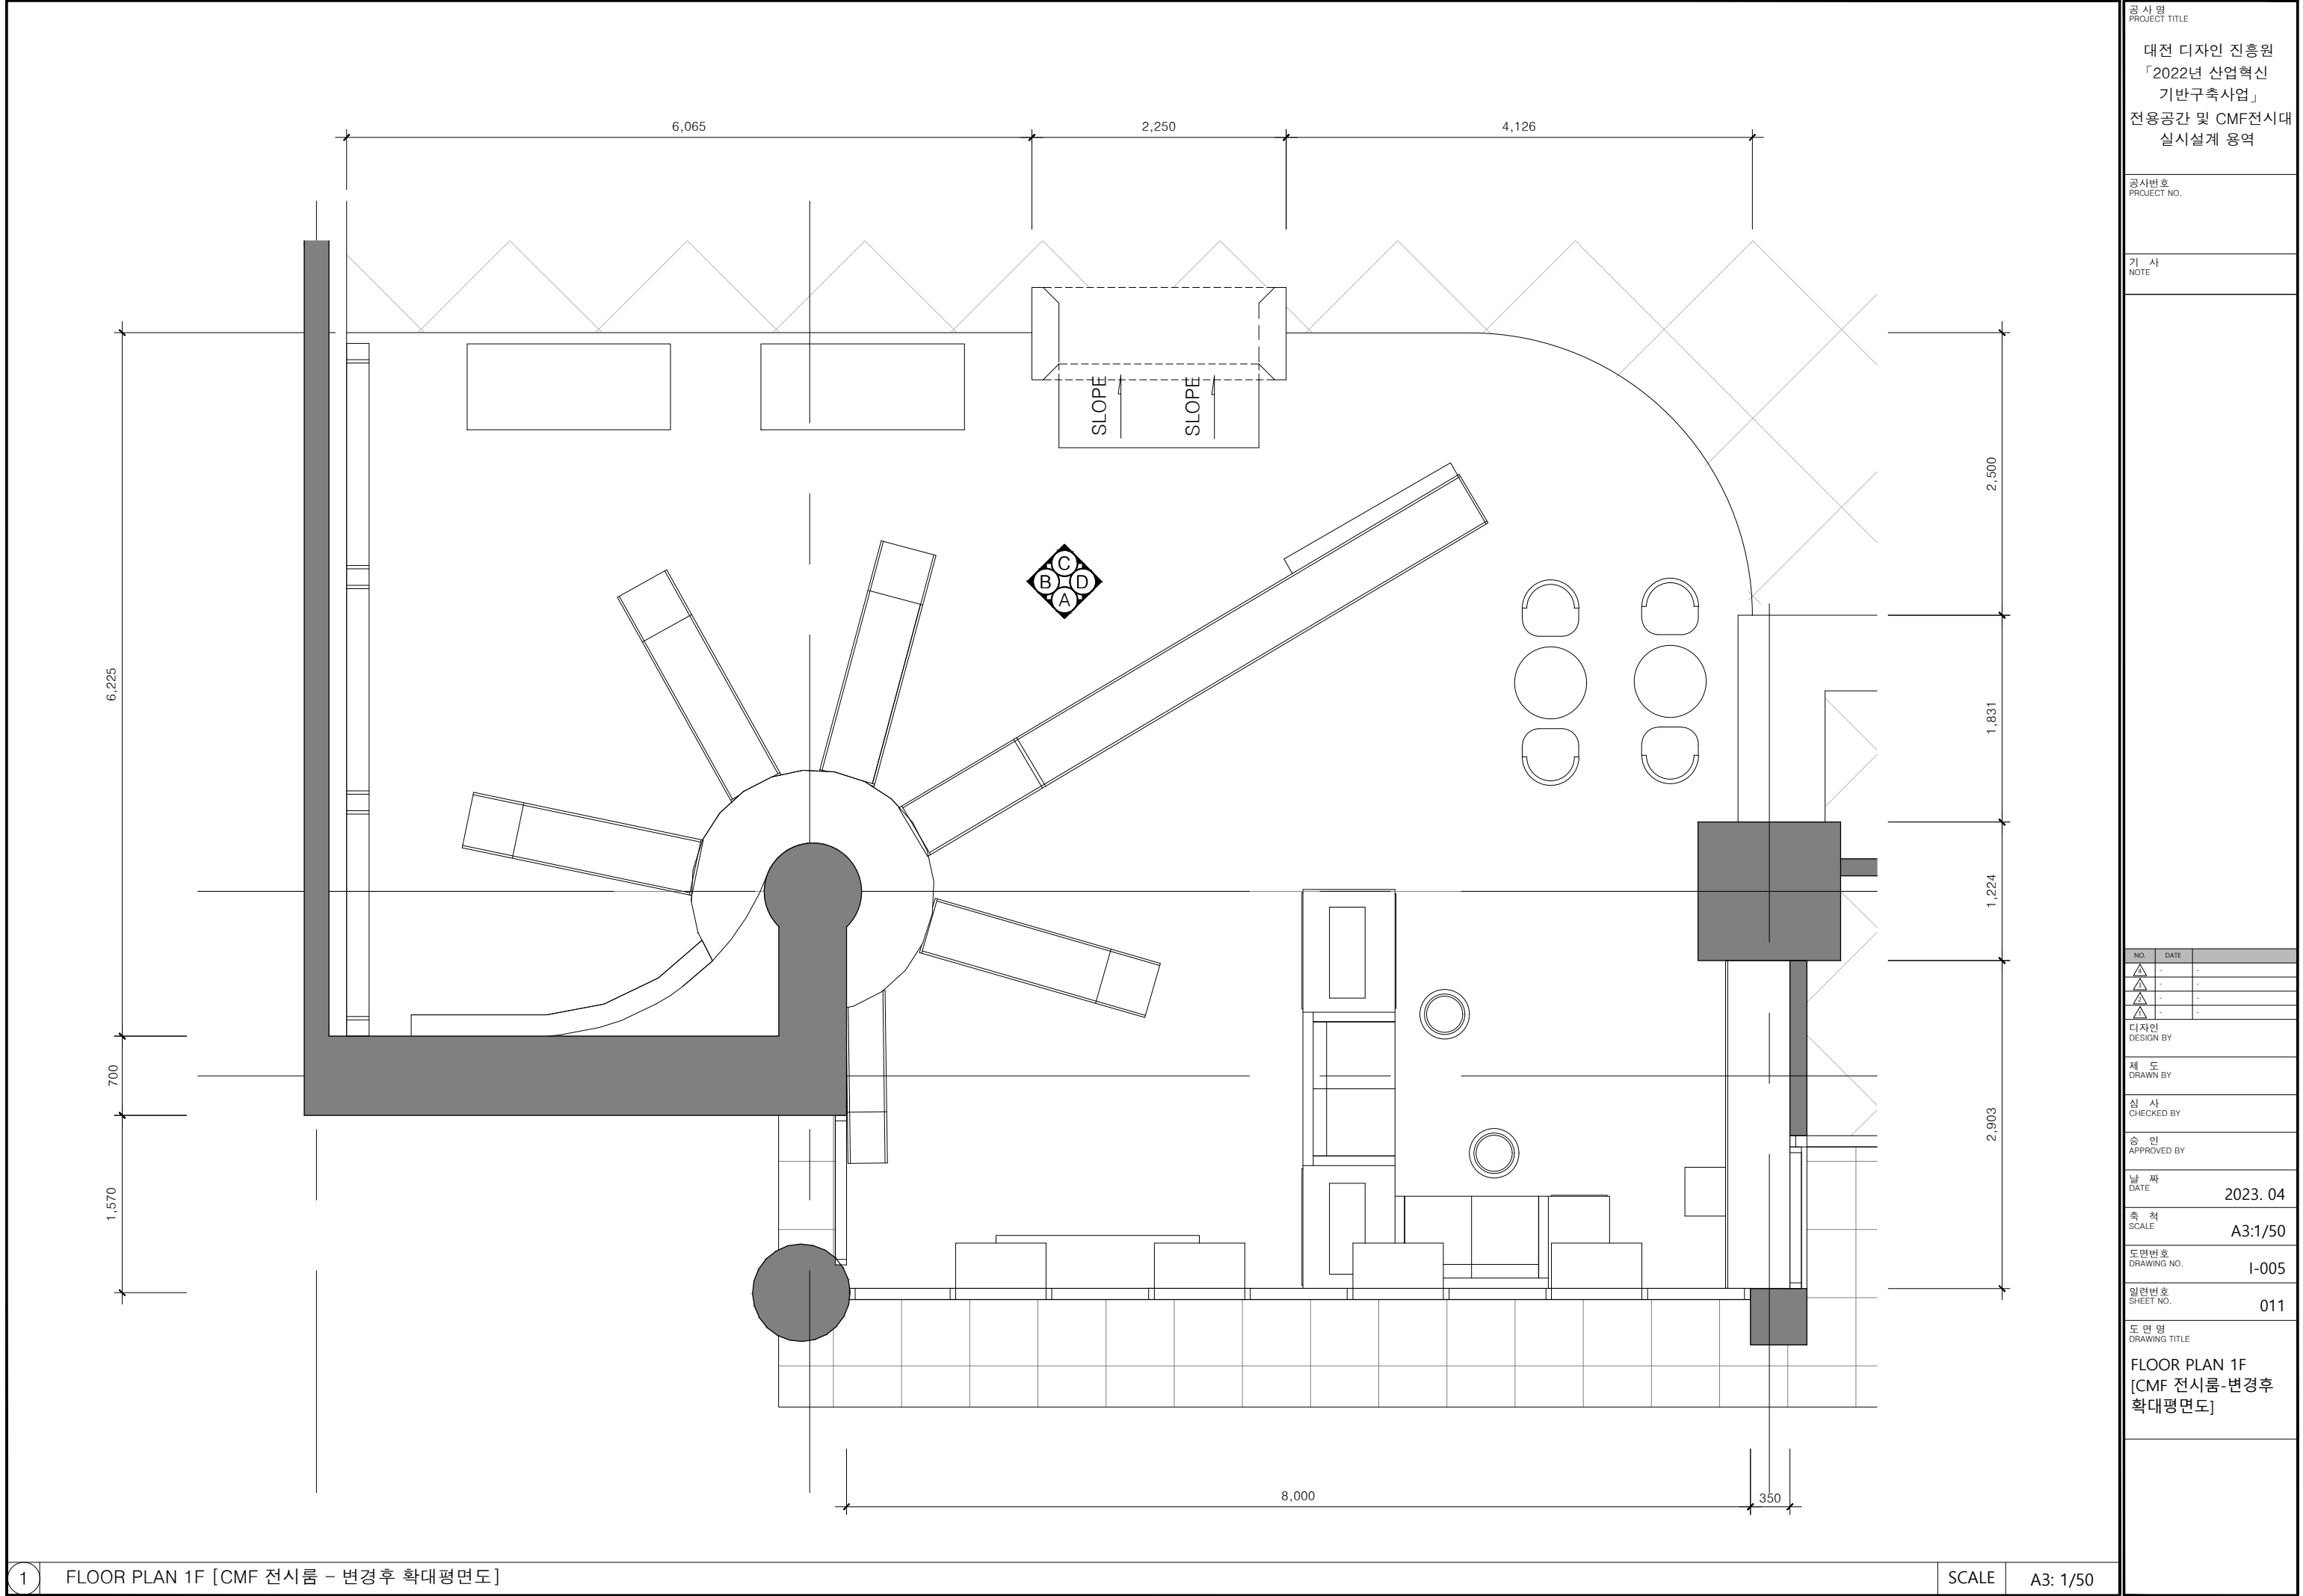 6,065
2,250
4,126
SLOPE
SLOPE
C
B
D
A
6,225
700
1,570
2,500
1,831
1,224
2,903
8,000
350
1
FLOOR PLAN 1F [CMF 전시룸 - 변경후 확대평면도]
SCALE
A3: 1/50
공 사 명
PROJECT TITLE
대전 디자인 진흥원
「2022년 산업혁신
기반구축사업」
전용공간 및 CMF전시대
실시설계 용역
공사번호
PROJECT NO.
기 사
NOTE
NO. DATE
4 - -
3 - -
2 - -
1 - -
디자인
DESIGN BY
제 도
DRAWN BY
심 사
CHECKED BY
승 인
APPROVED BY
날 짜
DATE
2023. 04
축 척
SCALE
A3:1/50
도면번호
DRAWING NO.
I-005
일련번호
SHEET NO.
011
도 면 명
DRAWING TITLE
FLOOR PLAN 1F
[CMF 전시룸-변경후
확대평면도]